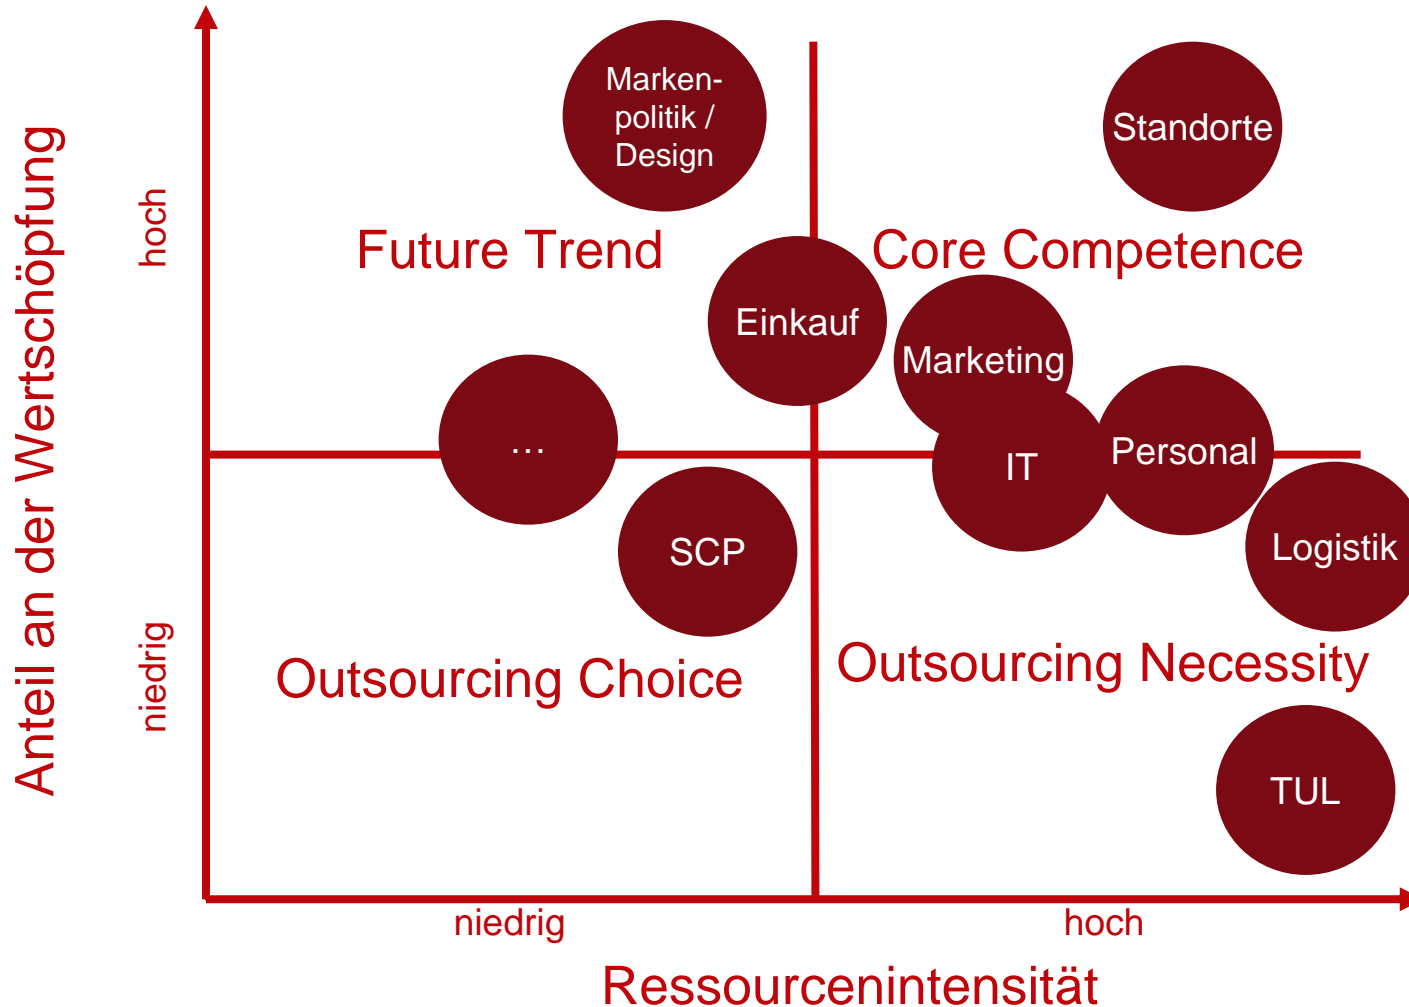 Anteil an der Wertschöpfung
hoch
niedrig
Marken-
politik /
Design
Standorte
Future Trend
Core Competence
Einkauf
Marketing
...
IT
Personal
SCP
Logistik
Outsourcing Choice
Outsourcing Necessity
TUL
niedrig
hoch
Ressourcenintensität